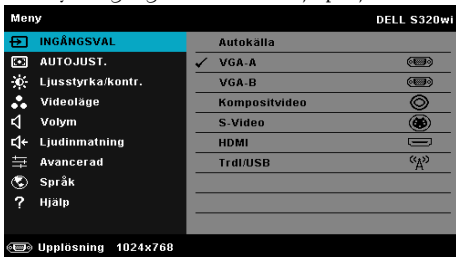 Meny DELL S320wi
INGÅNGSVAL
AUTOJUST.
Ljusstyrka/kontr.
Videoläge
Volym
Ljudinmatning
Avancerad
Språk
? Hjälp
Autokälla
✓ VGA-A
VGA-B
Kompositvideo
S-Video
HDMI
Trdl/USB
Upplösning 1024x768